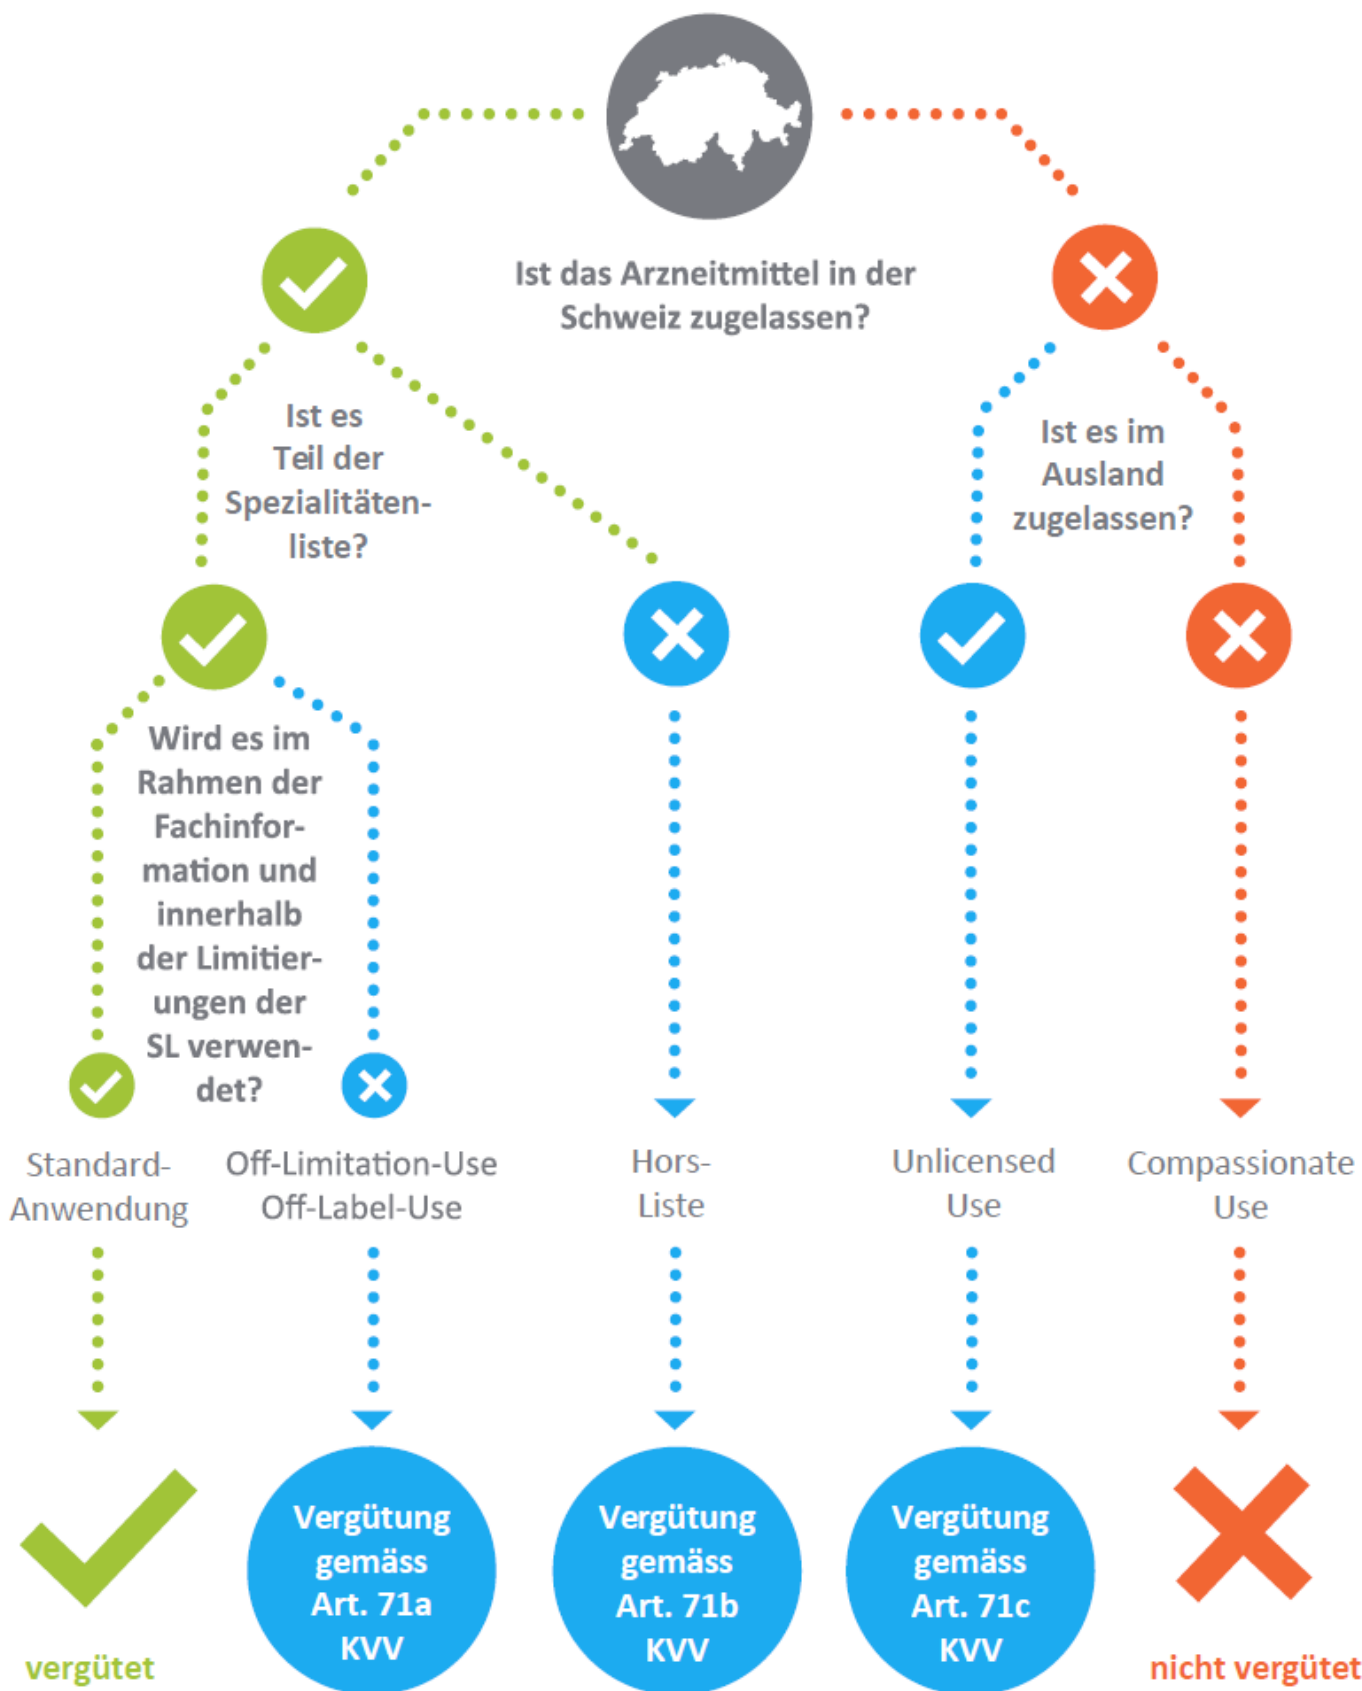 Ist das Arzneitmittel in der
Schweiz zugelassen?
Ist es
Teil der
Spezialitäten-
liste?
Ist es im
Ausland
zugelassen?
Wird es im
Rahmen der
Fachinfor-
mation und
innerhalb
der Limitier-
ungen der
SL verwen-
det?
Standard-
Anwendung
Off-Limitation-Use
Off-Label-Use
Hors-
Liste
Unlicensed
Use
Compassionate
Use
vergütet
Vergütung
gemäss
Art. 71a
KVV
Vergütung
gemäss
Art. 71b
KVV
Vergütung
gemäss
Art. 71c
KVV
nicht vergütet